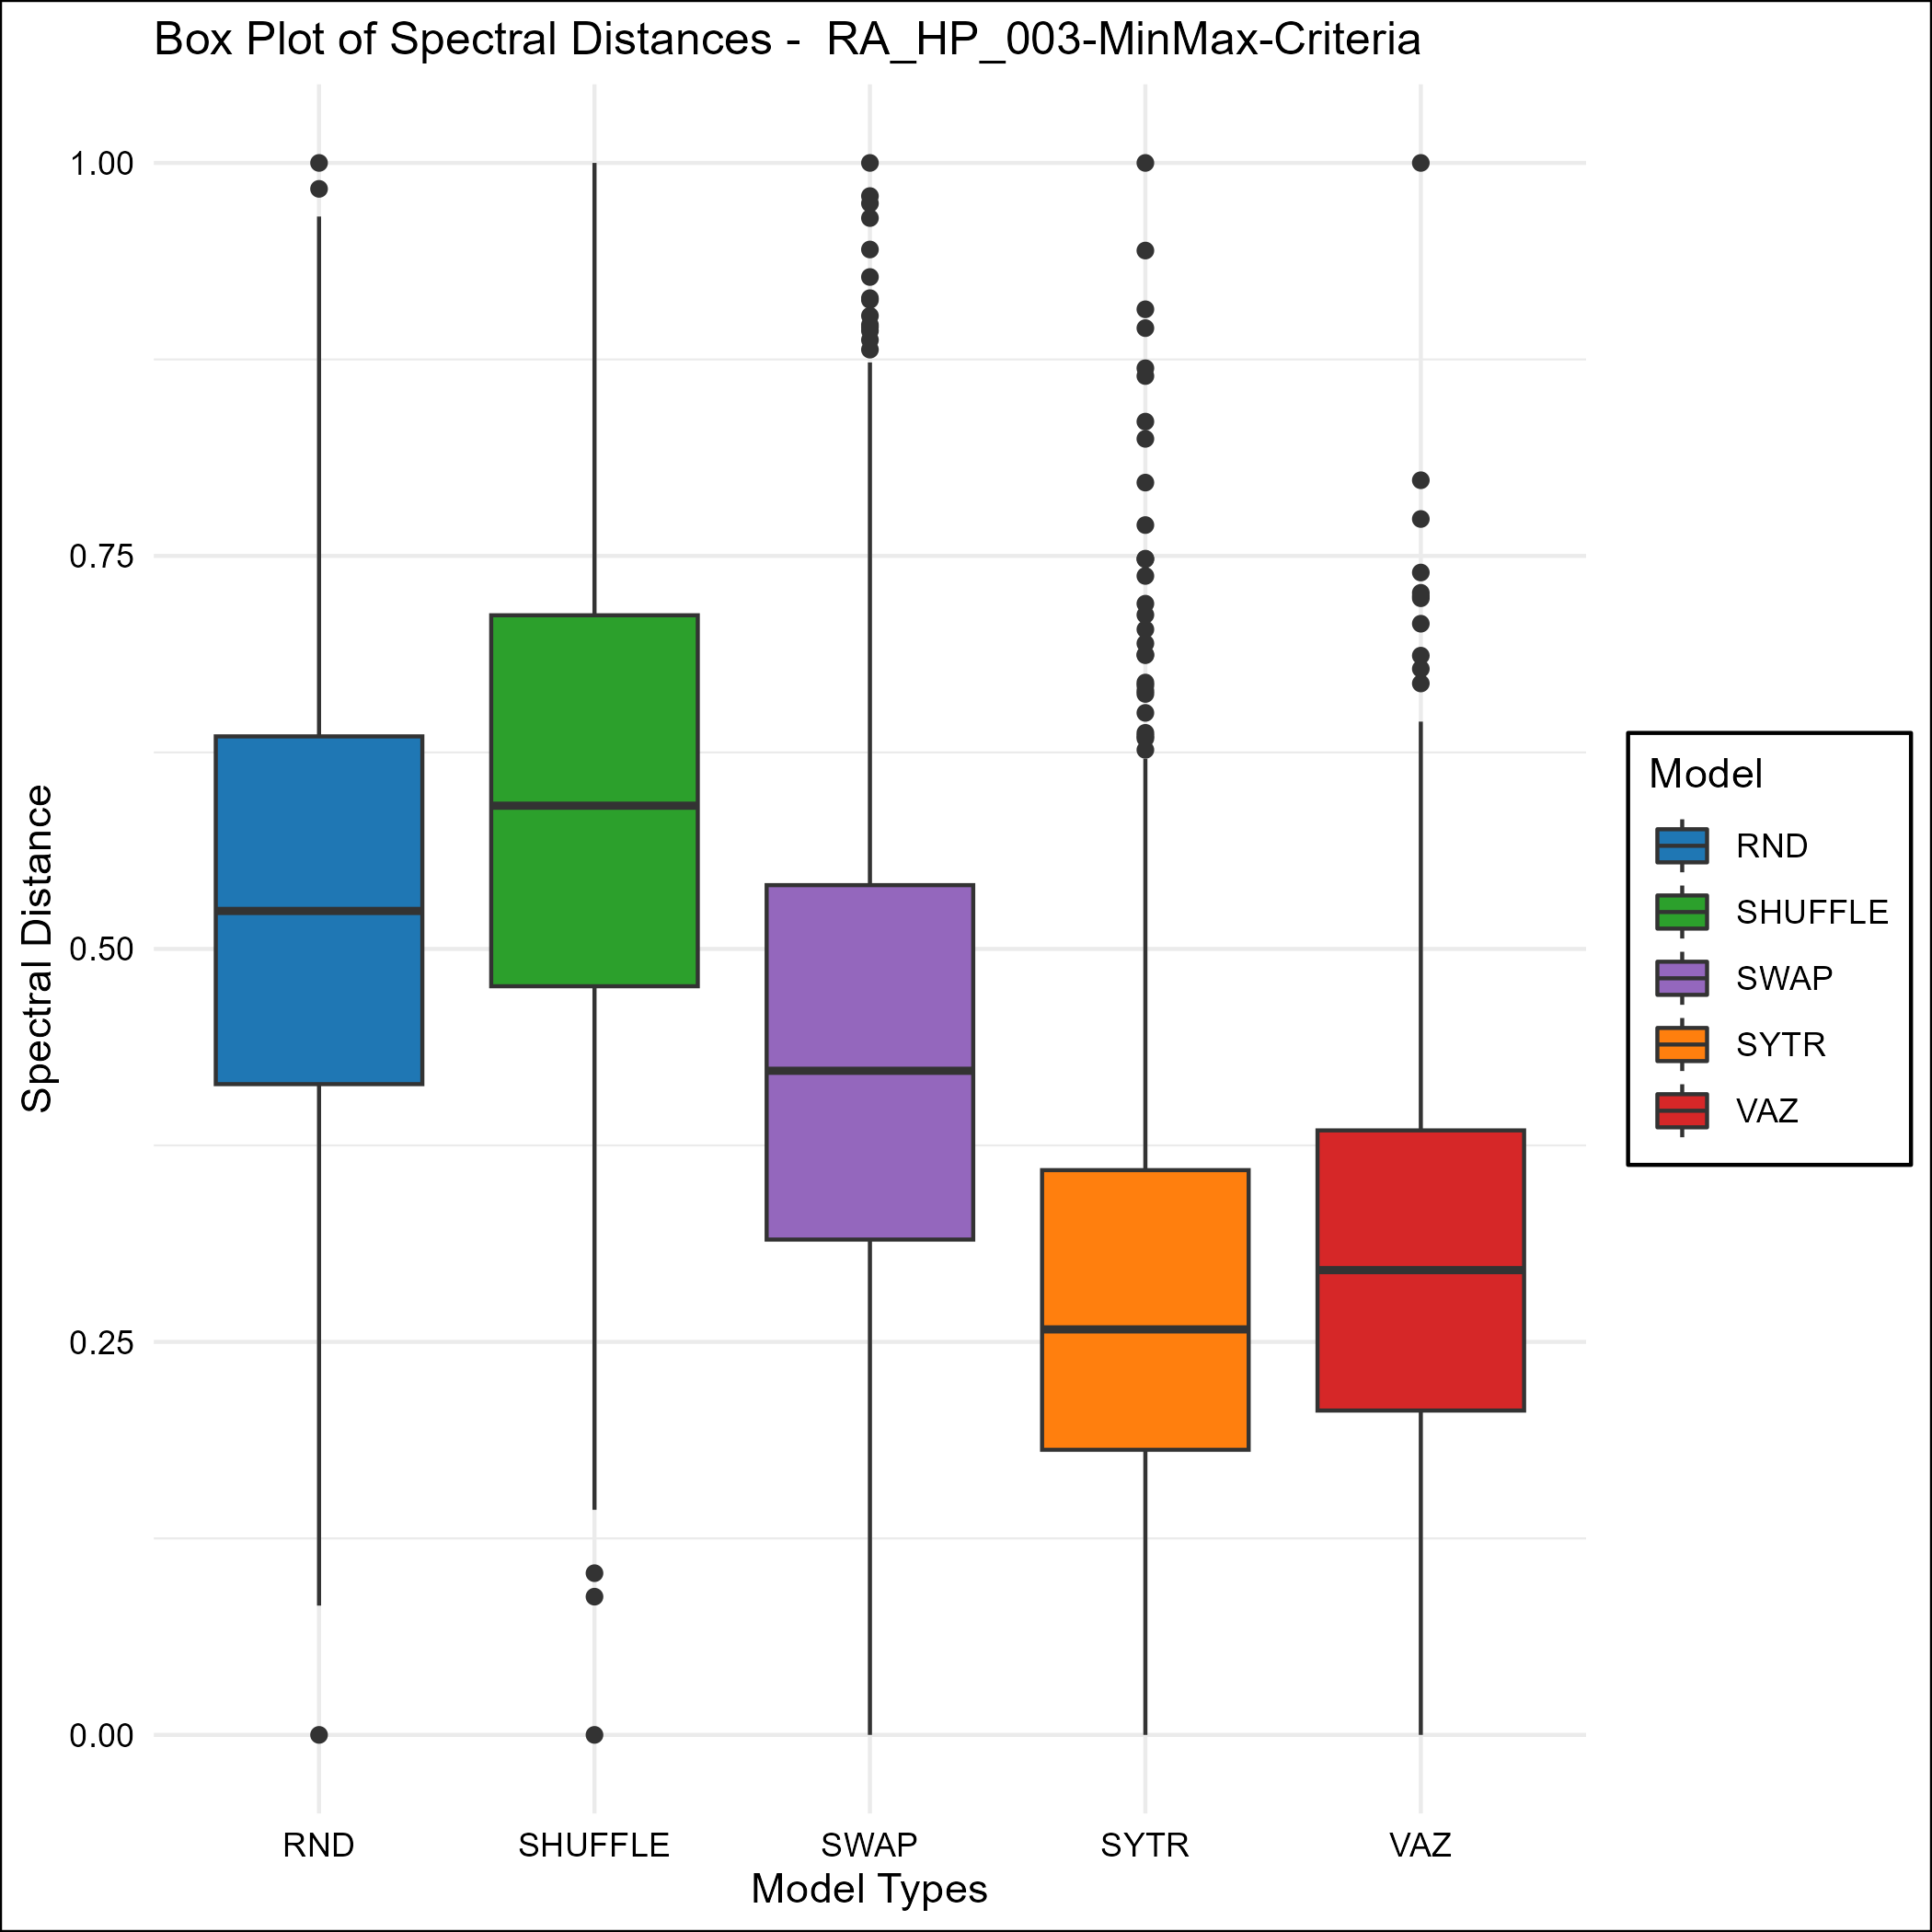 Box Plot of Spectral Distances -  RA_HP_003-MinMax-Criteria
Spectral Distance
1.00
0.75
0.50
0.25
0.00
RND
SHUFFLE
SWAP
SYTR
VAZ
Model Types
Model
RND
SHUFFLE
SWAP
SYTR
VAZ